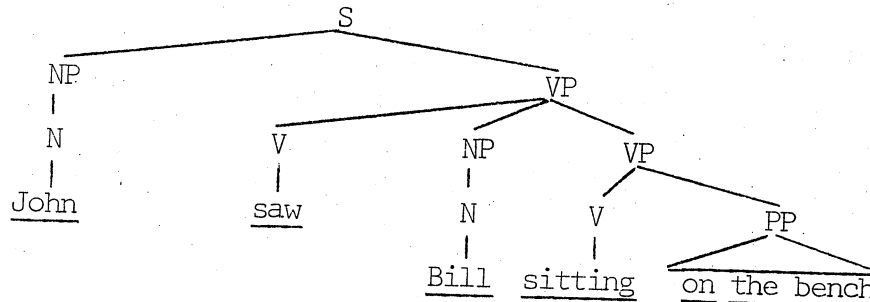 S
NP VP
N V NP VP
John saw N V PP
Bill sitting on the bench